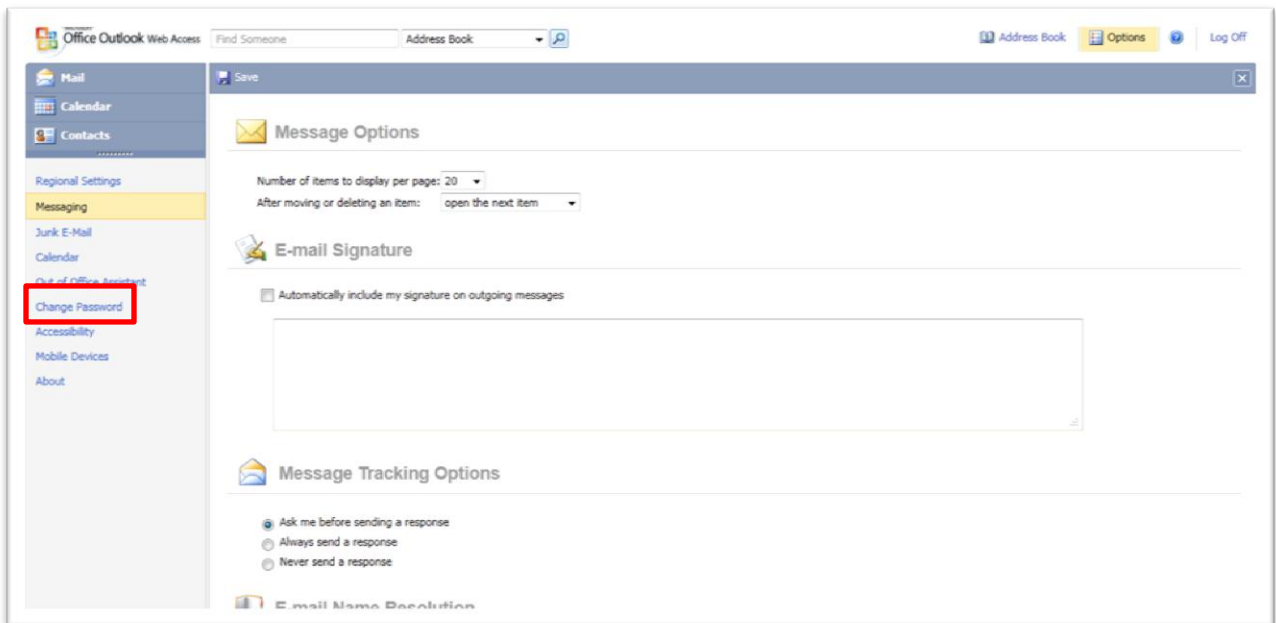 Microsoft
Office Outlook Web Access Find Someone Address Book Address Book Options Log Off
Mail
Save
Calendar
Contacts
Message Options
Regional Settings
Number of items to display per page: 20
Messaging
After moving or deleting an item: open the next item
Junk E-Mail
E-mail Signature
Calendar
Out of Office Assistant
Automatically include my signature on outgoing messages
Change Password
Accessibility
Mobile Devices
About
Message Tracking Options
Ask me before sending a response
Always send a response
Never send a response
E-mail Name Resolution